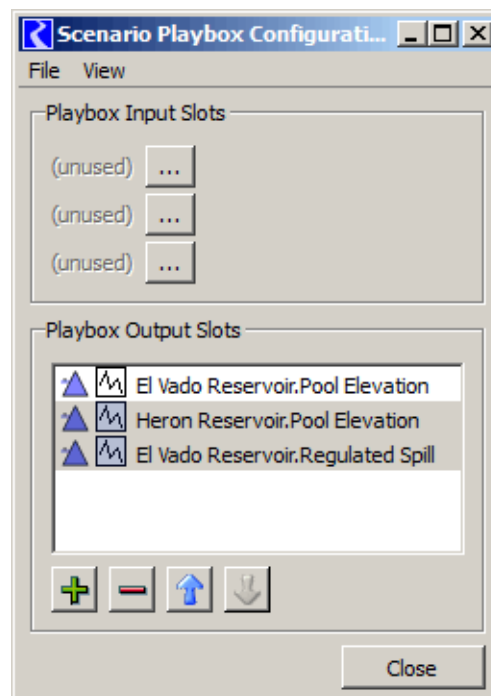 Scenario Playbox Configurati...
File View
Playbox Input Slots
(unused) ...
(unused) ...
(unused) ...
Playbox Output Slots
El Vado Reservoir.Pool Elevation
Heron Reservoir.Pool Elevation
El Vado Reservoir.Regulated Spill
Close